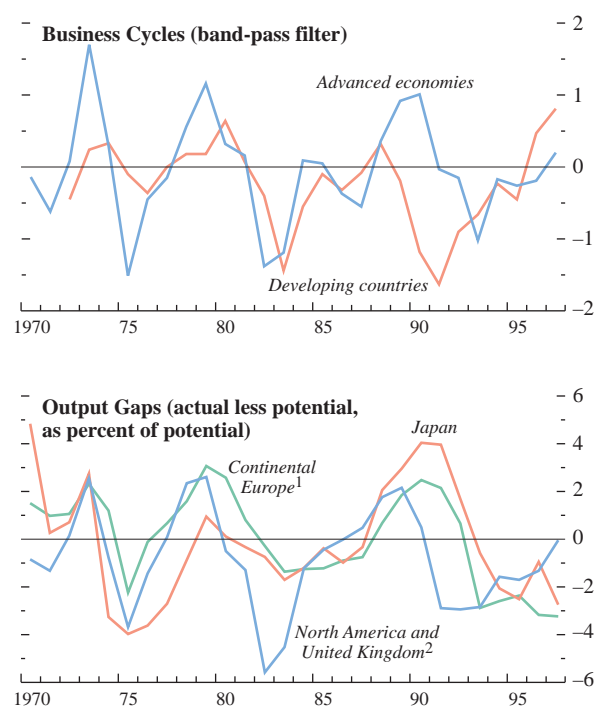 Business Cycles (band-pass filter)
2
Advanced economies
1
0
−1
Developing countries
−2
1970 75 80 85 90 95
Output Gaps (actual less potential,
as percent of potential)
6
Japan
4
Continental
Europe1
2
0
−2
North America and
United Kingdom2
−4
−6
1970 75 80 85 90 95